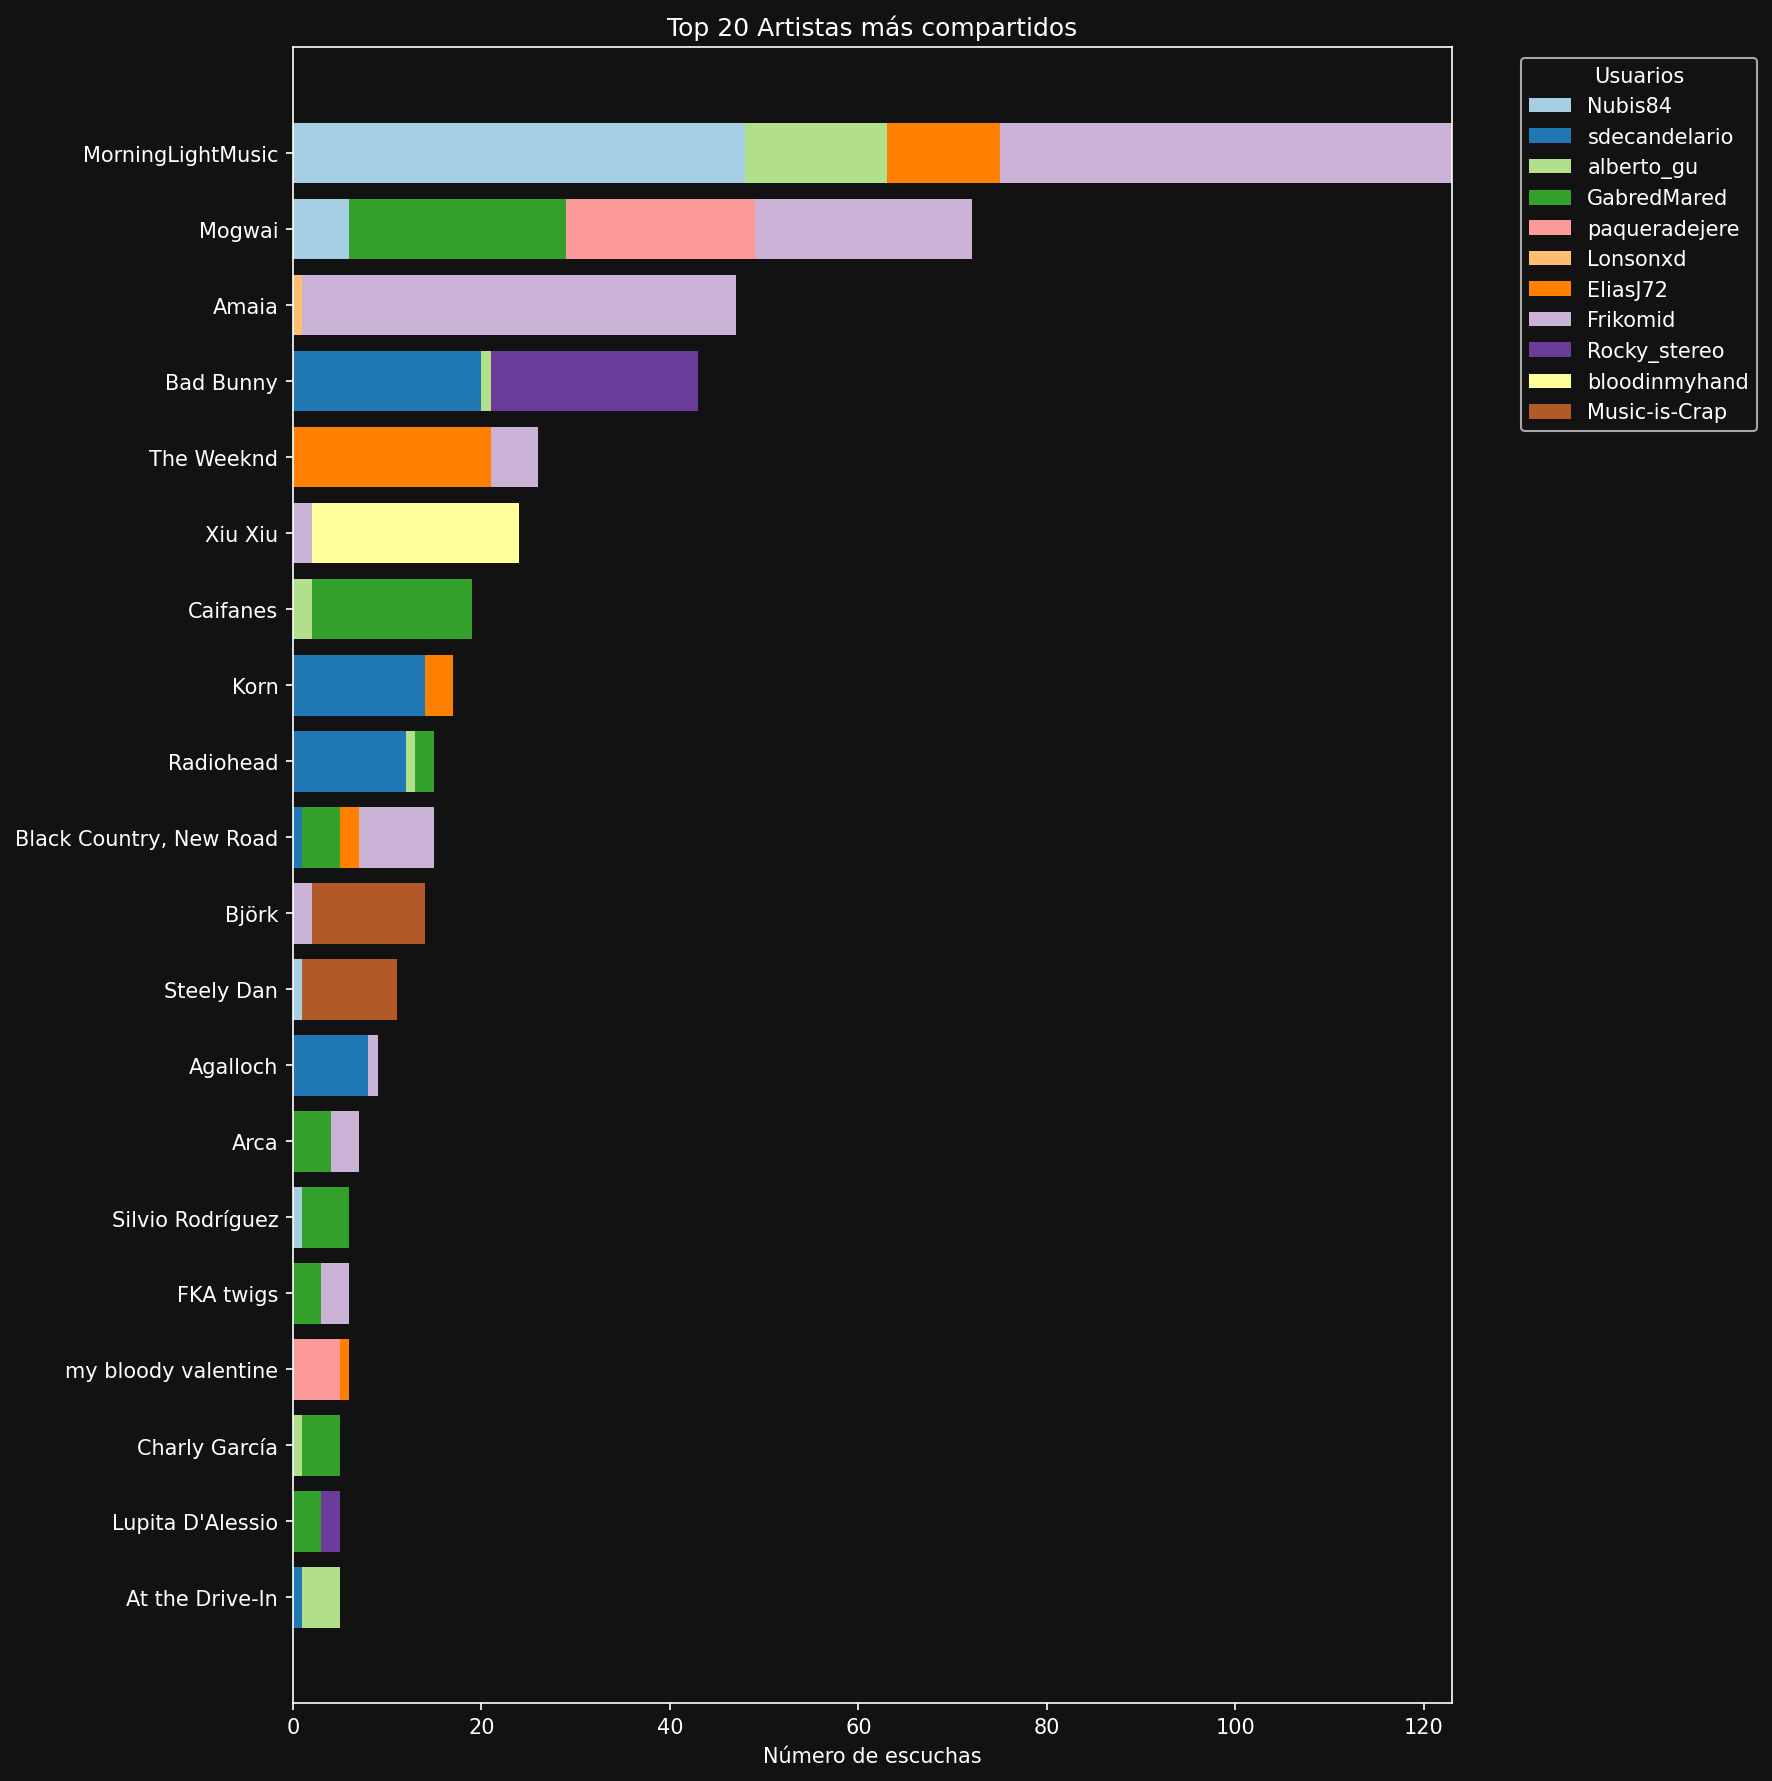 Top 20 Artistas más compartidos
MorningLightMusic
Mogwai
Amaia
Bad Bunny
The Weeknd
Xiu Xiu
Caifanes
Korn
Radiohead
Black Country, New Road
Björk
Steely Dan
Agalloch
Arca
Silvio Rodríguez
FKA twigs
my bloody valentine
Charly García
Lupita D'Alessio
At the Drive-In
0 20 40 60 80 100 120
Número de escuchas
Usuarios
Nubis84
sdecandelario
alberto_gu
GabredMared
paqueradejere
Lonsonxd
EliasJ72
Frikomid
Rocky_stereo
bloodinmyhand
Music-is-Crap